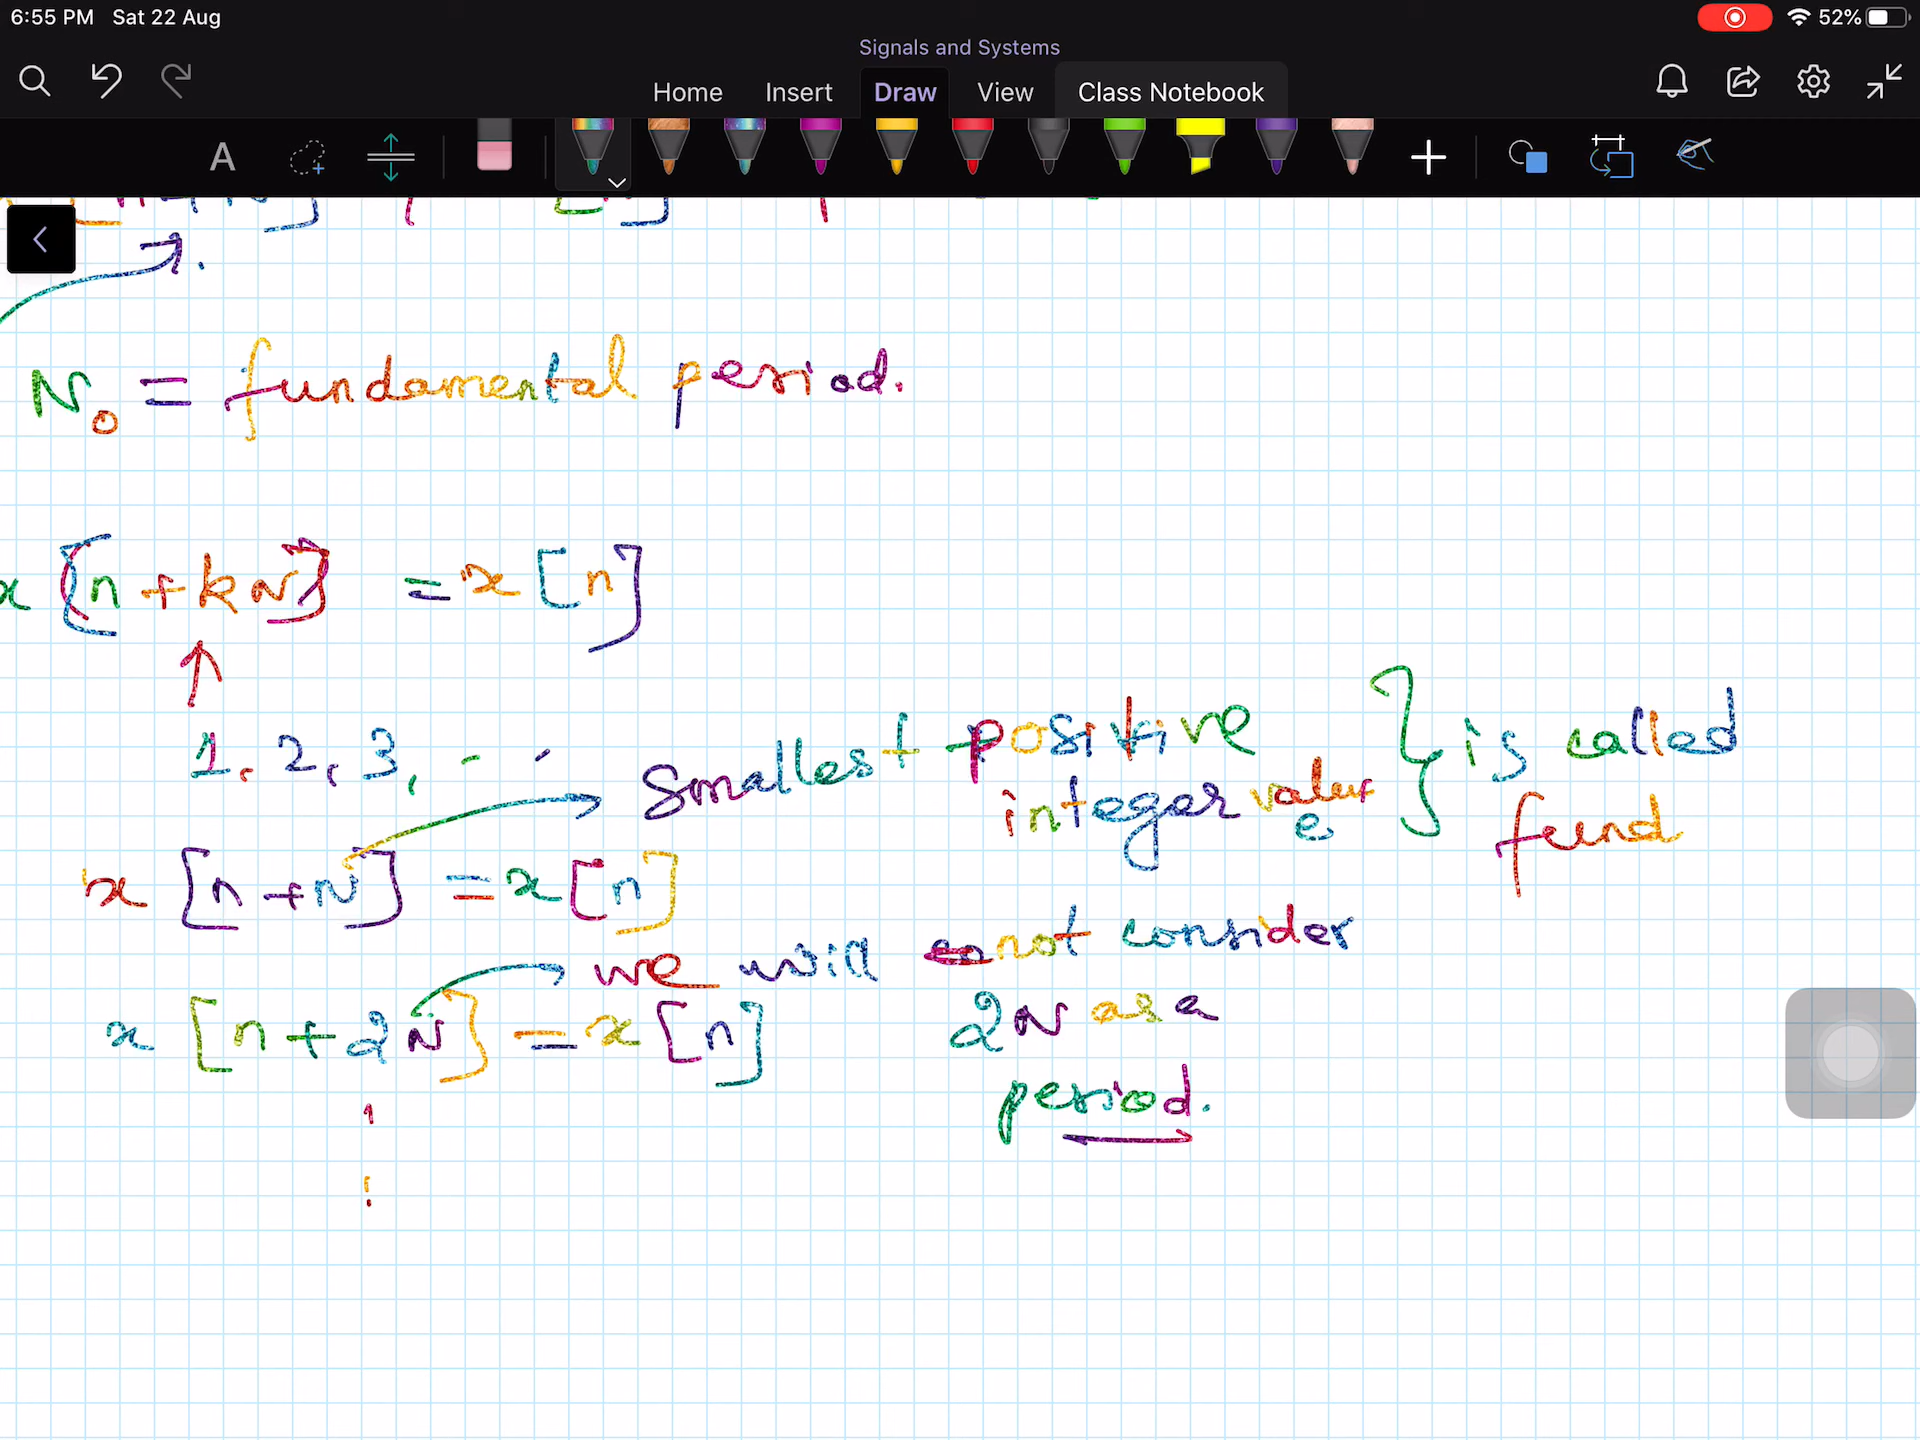 6:55 PM Sat 22 Aug
52%
Signals and Systems
Home Insert Draw View Class Notebook
A
N₀ = fundamental period.
x [n+kN] = x[n]
1, 2, 3, . .
smallest positive
integer value
} is called
fund
x [n+N] = x[n]
we will not consider
x [n+2N] = x[n]
2N as a
period.